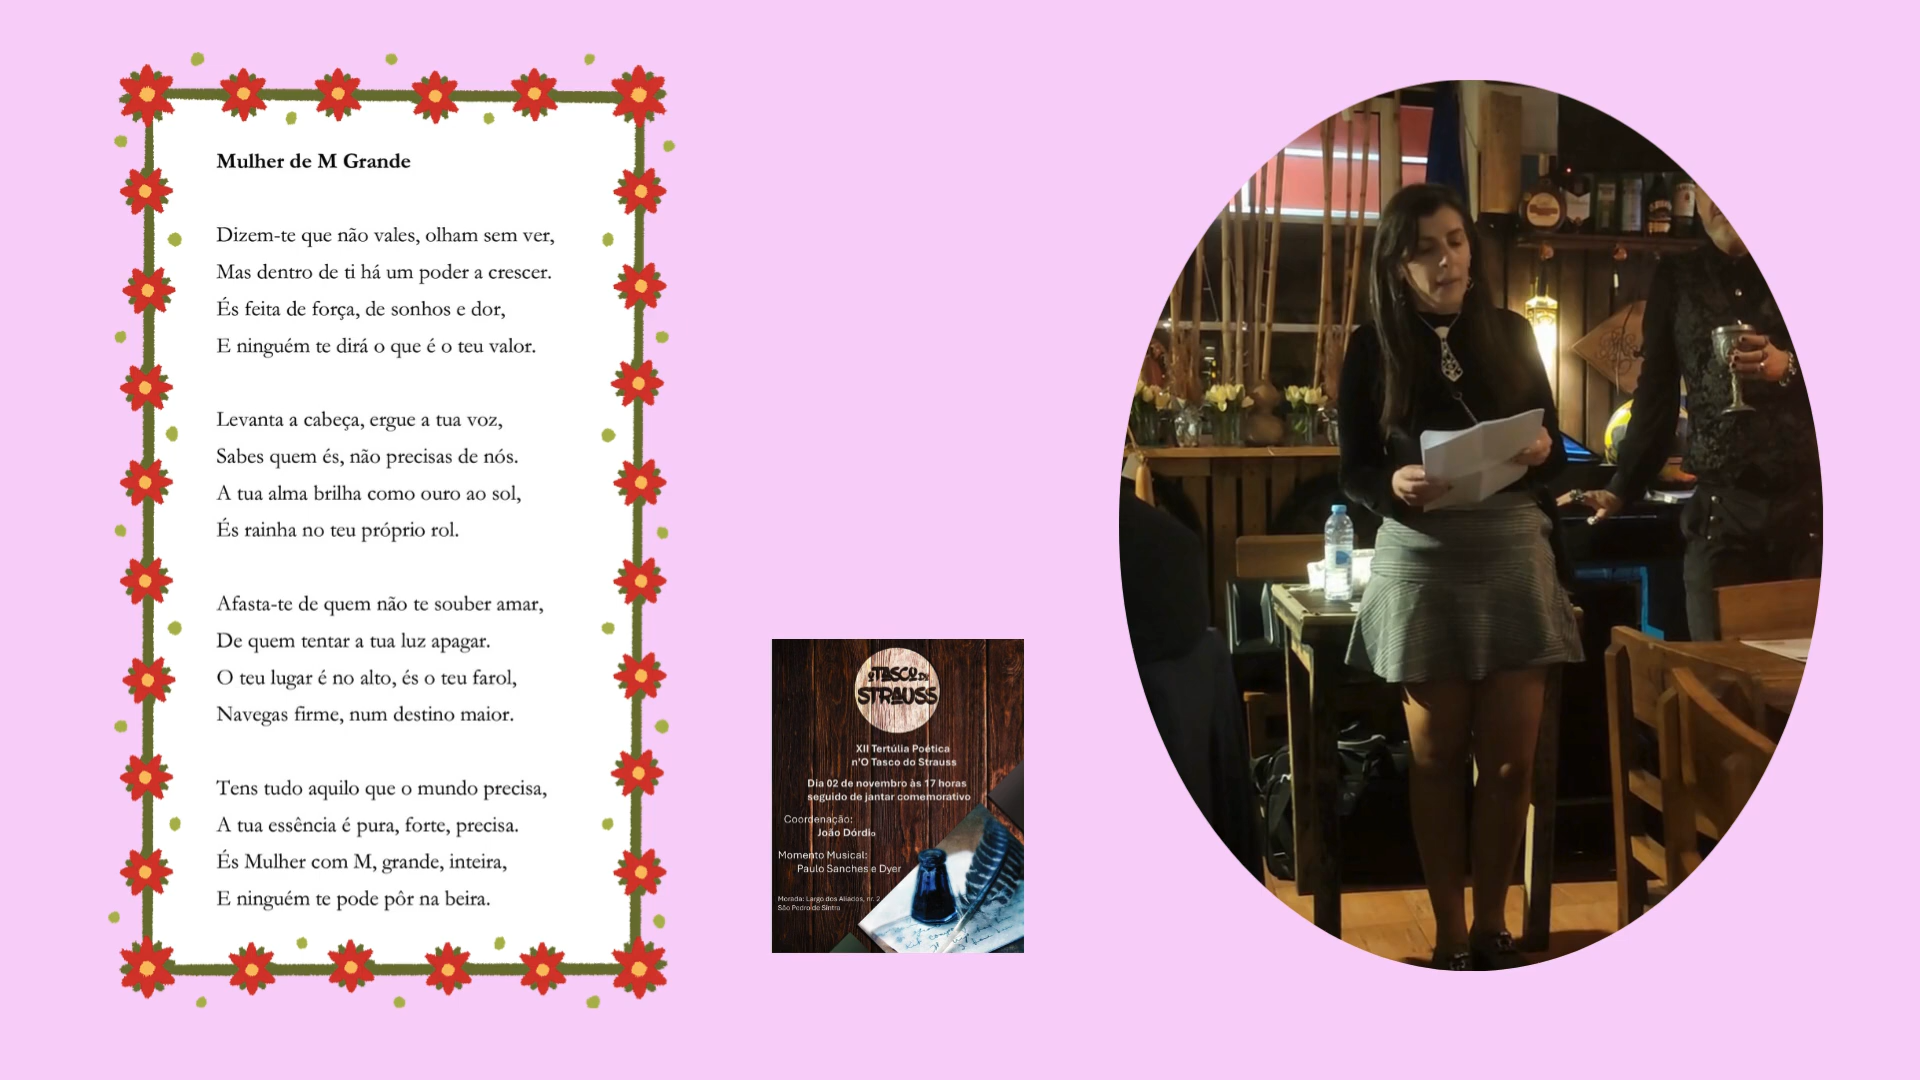 Mulher de M Grande
Dizem-te que não vales, olham sem ver,
Mas dentro de ti há um poder a crescer.
És feita de força, de sonhos e dor,
E ninguém te dirá o que é o teu valor.
Levanta a cabeça, ergue a tua voz,
Sabes quem és, não precisas de nós.
A tua alma brilha como ouro ao sol,
És rainha no teu próprio rol.
Afasta-te de quem não te souber amar,
De quem tentar a tua luz apagar.
O teu lugar é no alto, és o teu farol,
Navegas firme, num destino maior.
Tens tudo aquilo que o mundo precisa,
A tua essência é pura, forte, precisa.
És Mulher com M, grande, inteira,
E ninguém te pode pôr na beira.
O TASCO DO
STRAUSS
XII Tertúlia Poética
n'O Tasco do Strauss
Dia 02 de novembro às 17 horas
seguido de jantar comemorativo
Coordenação:
João Dórdio
Momento Musical:
Paulo Sanches e Dyer
Morada: Largo dos Aliados, nr. 2
São Pedro de Sintra